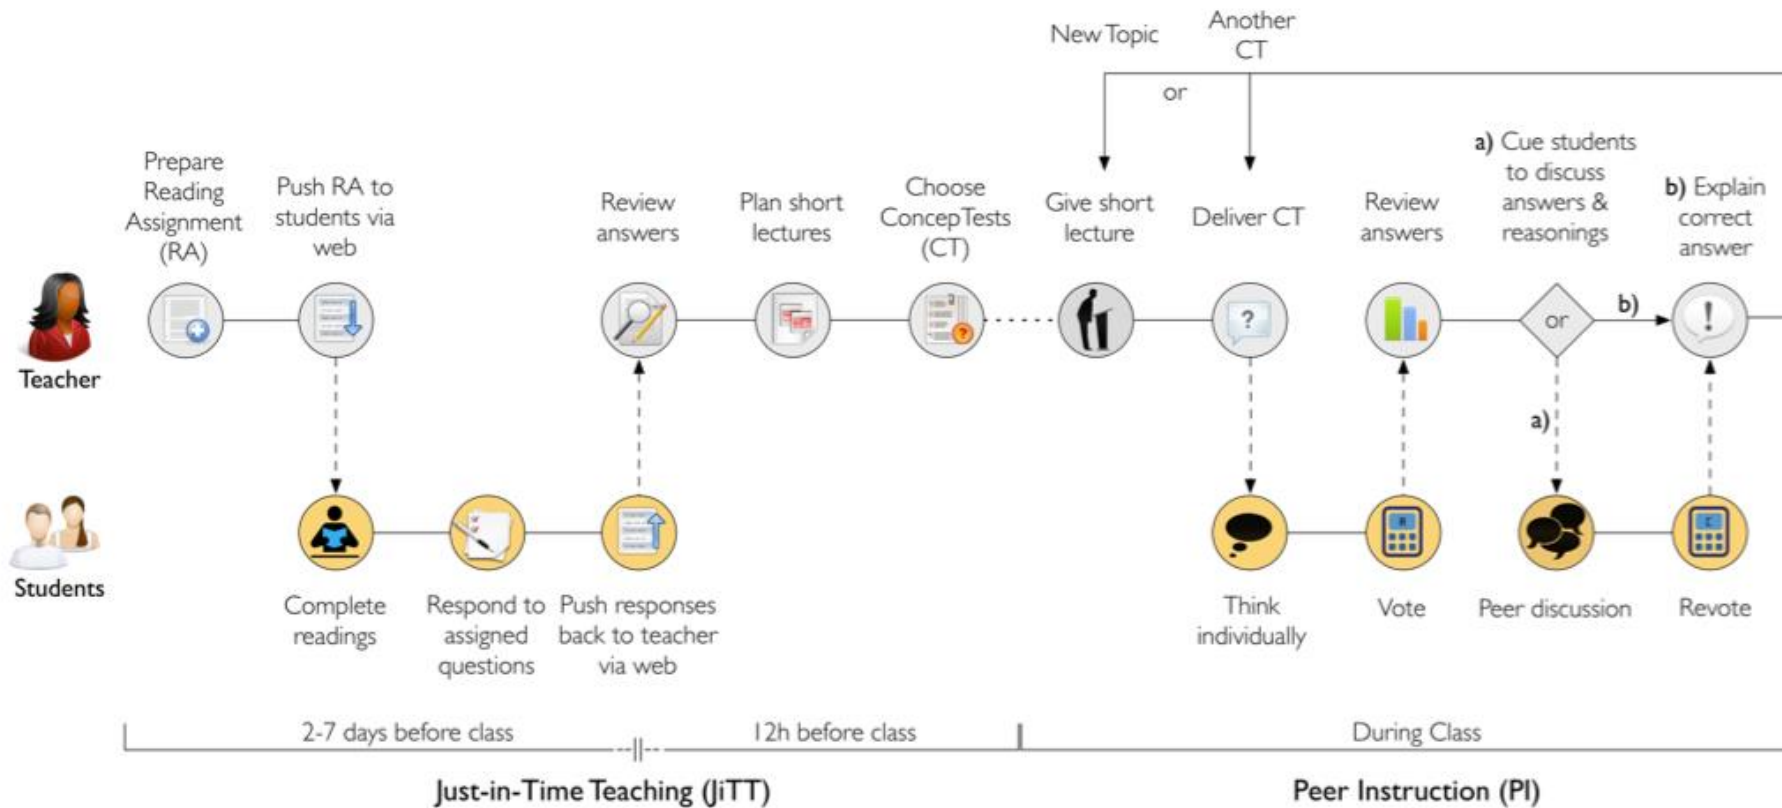 New Topic
Another
CT
or
Prepare
Reading
Assignment
(RA)
Push RA to
students via
web
Review
answers
Plan short
lectures
Choose
ConcepTests
(CT)
Give short
lecture
Deliver CT
Review
answers
a) Cue students
to discuss
answers &
reasonings
b) Explain
correct
answer
?
?
or
b)
!
Teacher
a)
R
C
Students
Complete
readings
Respond to
assigned
questions
Push responses
back to teacher
via web
Think
individually
Vote
Peer discussion
Revote
2-7 days before class
12h before class
During Class
Just-in-Time Teaching (JiTT)
Peer Instruction (PI)